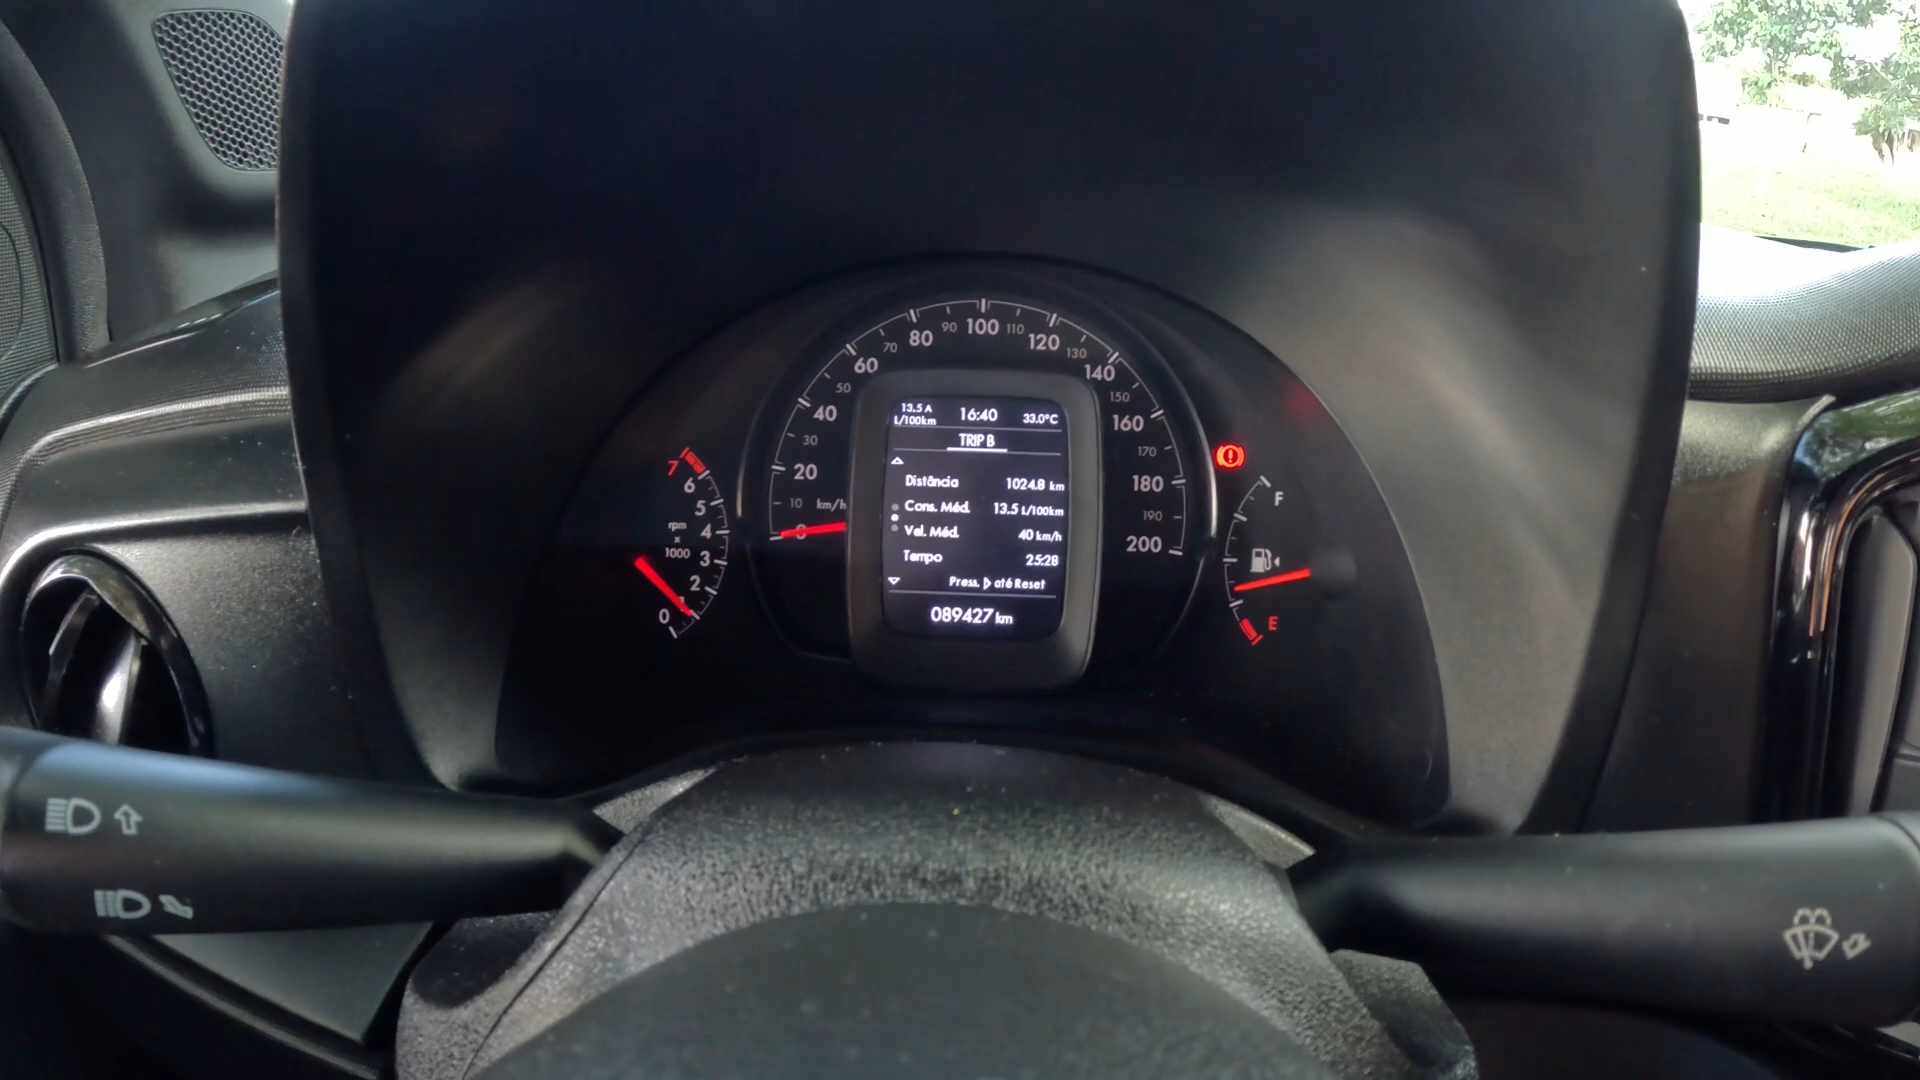 100
90 110
80 120
70 130
60 140
50 150
40 160
30 170
20 180
10 km/h 190
0 200
13.5 A
L/100km
16:40
33.0°C
TRIP B
Distância 1024.8 km
Cons. Méd. 13.5 L/100km
Vel. Méd. 40 km/h
Tempo 25:28
Press. ▷ até Reset
089427 km
7
6
5
4
3
2
0
rpm
x
1000
F
E